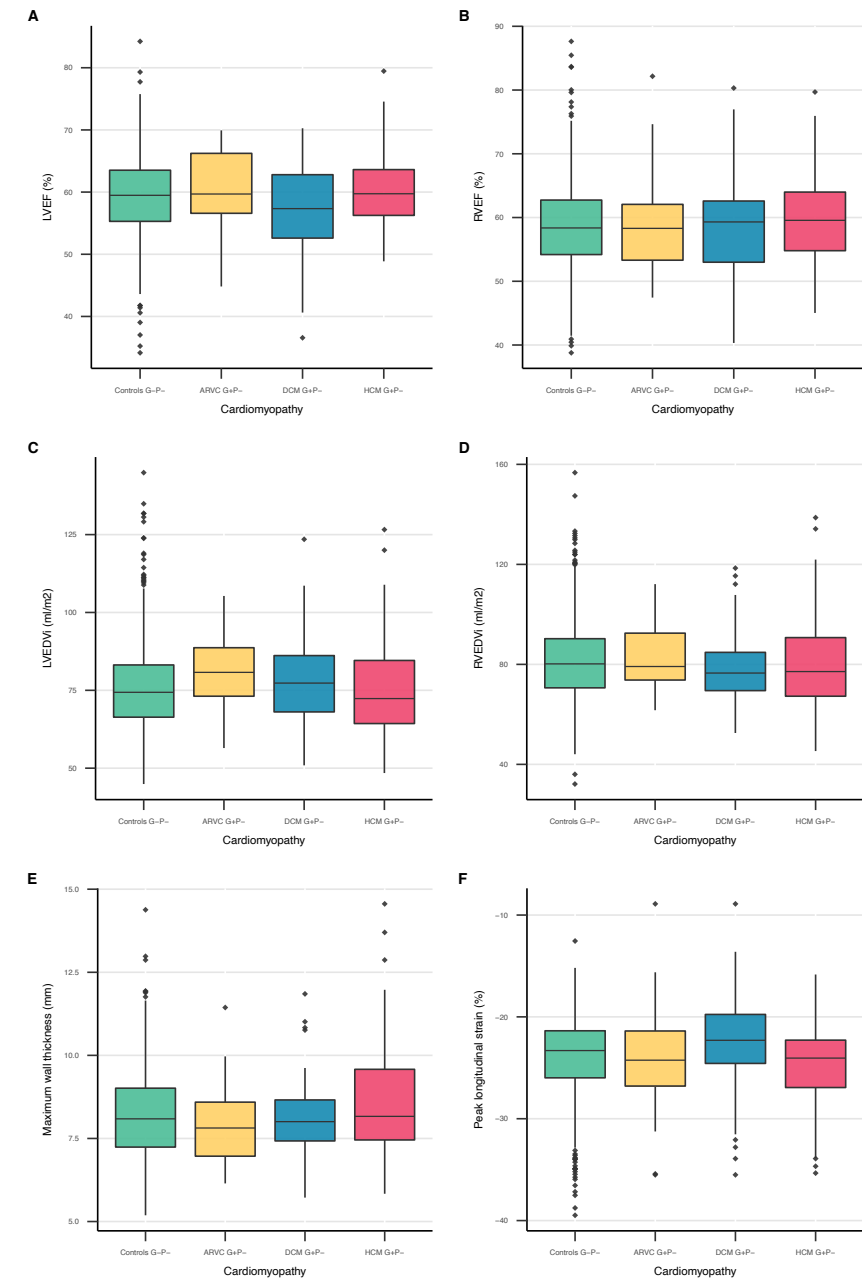 A
LVEF (%)
80
70
60
50
40
Controls G−P−
ARVC G+P−
DCM G+P−
HCM G+P−
Cardiomyopathy
B
RVEF (%)
90
80
70
60
50
40
Controls G−P−
ARVC G+P−
DCM G+P−
HCM G+P−
Cardiomyopathy
C
LVEDVi (ml/m2)
125
100
75
50
Controls G−P−
ARVC G+P−
DCM G+P−
HCM G+P−
Cardiomyopathy
D
RVEDVi (ml/m2)
160
120
80
40
Controls G−P−
ARVC G+P−
DCM G+P−
HCM G+P−
Cardiomyopathy
E
Maximum wall thickness (mm)
15.0
12.5
10.0
7.5
5.0
Controls G−P−
ARVC G+P−
DCM G+P−
HCM G+P−
Cardiomyopathy
F
Peak longitudinal strain (%)
−10
−20
−30
−40
Controls G−P−
ARVC G+P−
DCM G+P−
HCM G+P−
Cardiomyopathy